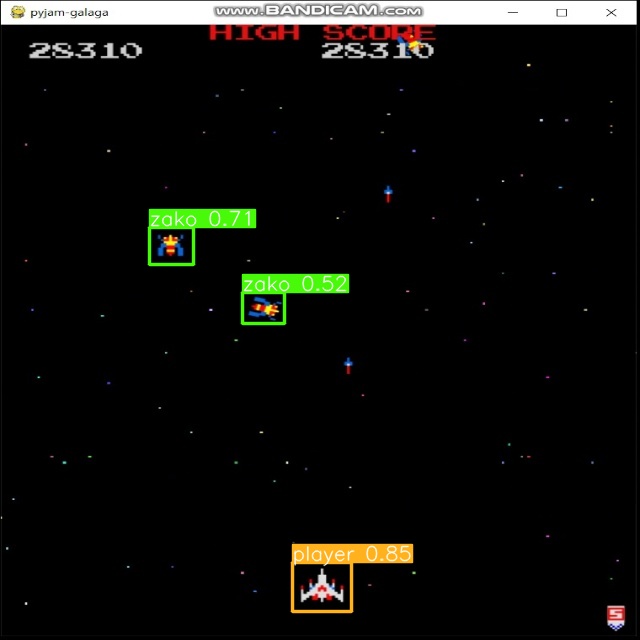 pyjam-galaga
www.BANDICAM.com
HIGH SCORE
28310 28310
zako 0.71
zako 0.52
player 0.85
5